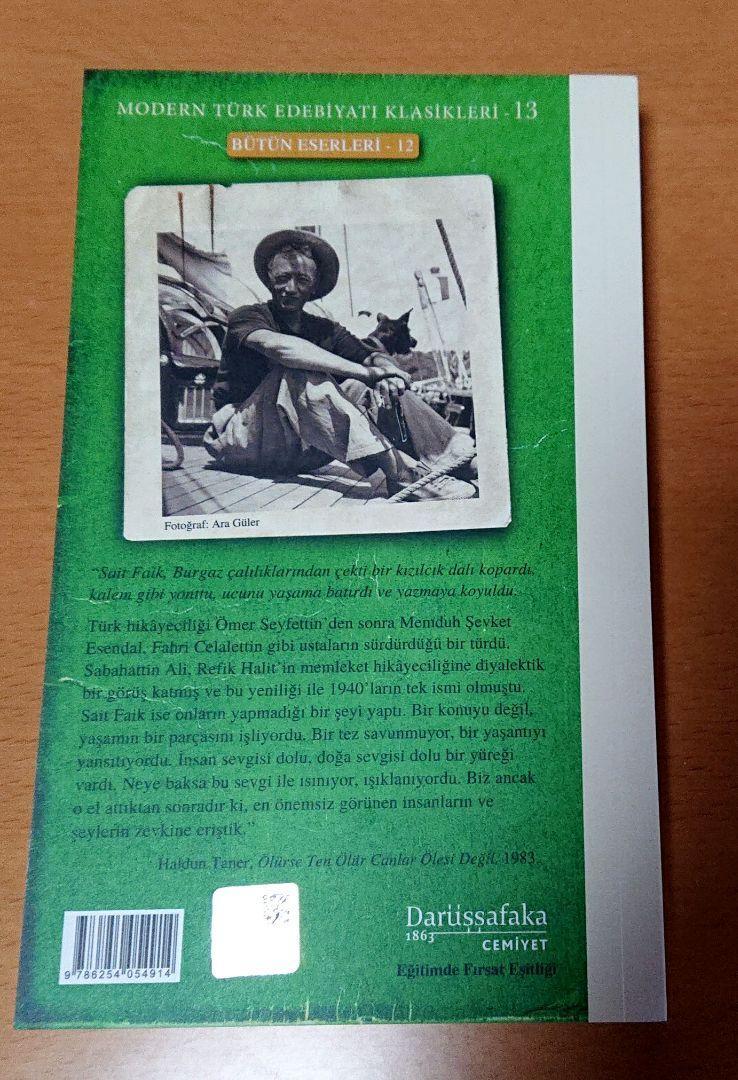 MODERN TÜRK EDEBİYATI KLASİKLERİ - 13
BÜTÜN ESERLERİ - 12
Fotoğraf: Ara Güler
“Sait Faik, Burgaz çalılıklarından çekti bir kızılcık dalı kopardı,
kalem gibi yonttu, ucunu yaşama batırdı ve yazmaya koyuldu.
Türk hikâyeciliği Ömer Seyfettin’den sonra Memduh Şevket
Esendal, Fahri Celalettin gibi ustaların sürdürdüğü bir türdü.
Sabahattin Ali, Refik Halit’in memleket hikâyeciliğine diyalektik
bir görüş katmış ve bu yeniliği ile 1940’ların tek ismi olmuştu.
Sait Faik ise onların yapmadığı bir şeyi yaptı. Bir konuyu değil,
yaşamın bir parçasını işliyordu. Bir tez savunmuyor, bir yaşantıyı
yansıtıyordu. İnsan sevgisi dolu, doğa sevgisi dolu bir yüreği
vardı. Neye baksa bu sevgi ile ısınıyor, ışıklanıyordu. Biz ancak
o el attıktan sonradır ki, en önemsiz görünen insanların ve
şeylerin zevkine eriştik.”
Haldun Taner, Ölürse Ten Ölür Canlar Ölesi Değil, 1983.
9 786254 054914
Darüşşafaka
1863 CEMİYET
Eğitimde Fırsat Eşitliği